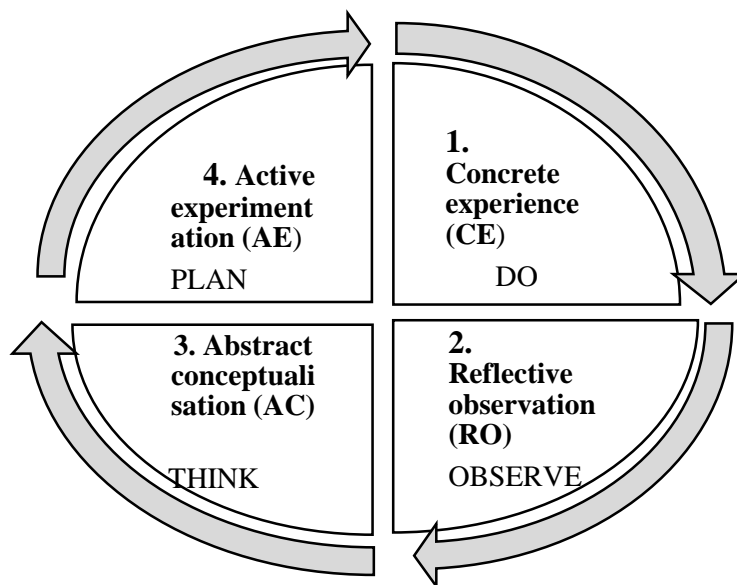 1.
Concrete
experience
(CE)
DO
2.
Reflective
observation
(RO)
OBSERVE
3. Abstract
conceptuali
sation (AC)
THINK
4. Active
experiment
ation (AE)
PLAN